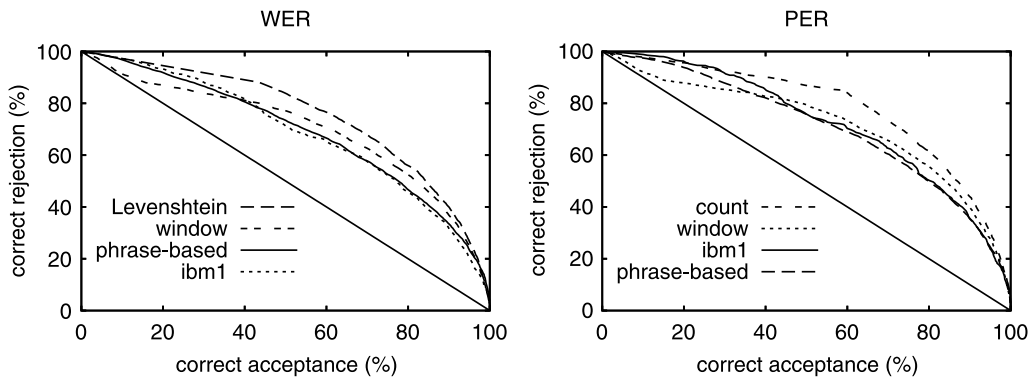 WER
100
80
60
40
20
0
correct rejection (%)
Levenshtein
window
phrase-based
ibm1
0 20 40 60 80 100
correct acceptance (%)
PER
100
80
60
40
20
0
correct rejection (%)
count
window
ibm1
phrase-based
0 20 40 60 80 100
correct acceptance (%)